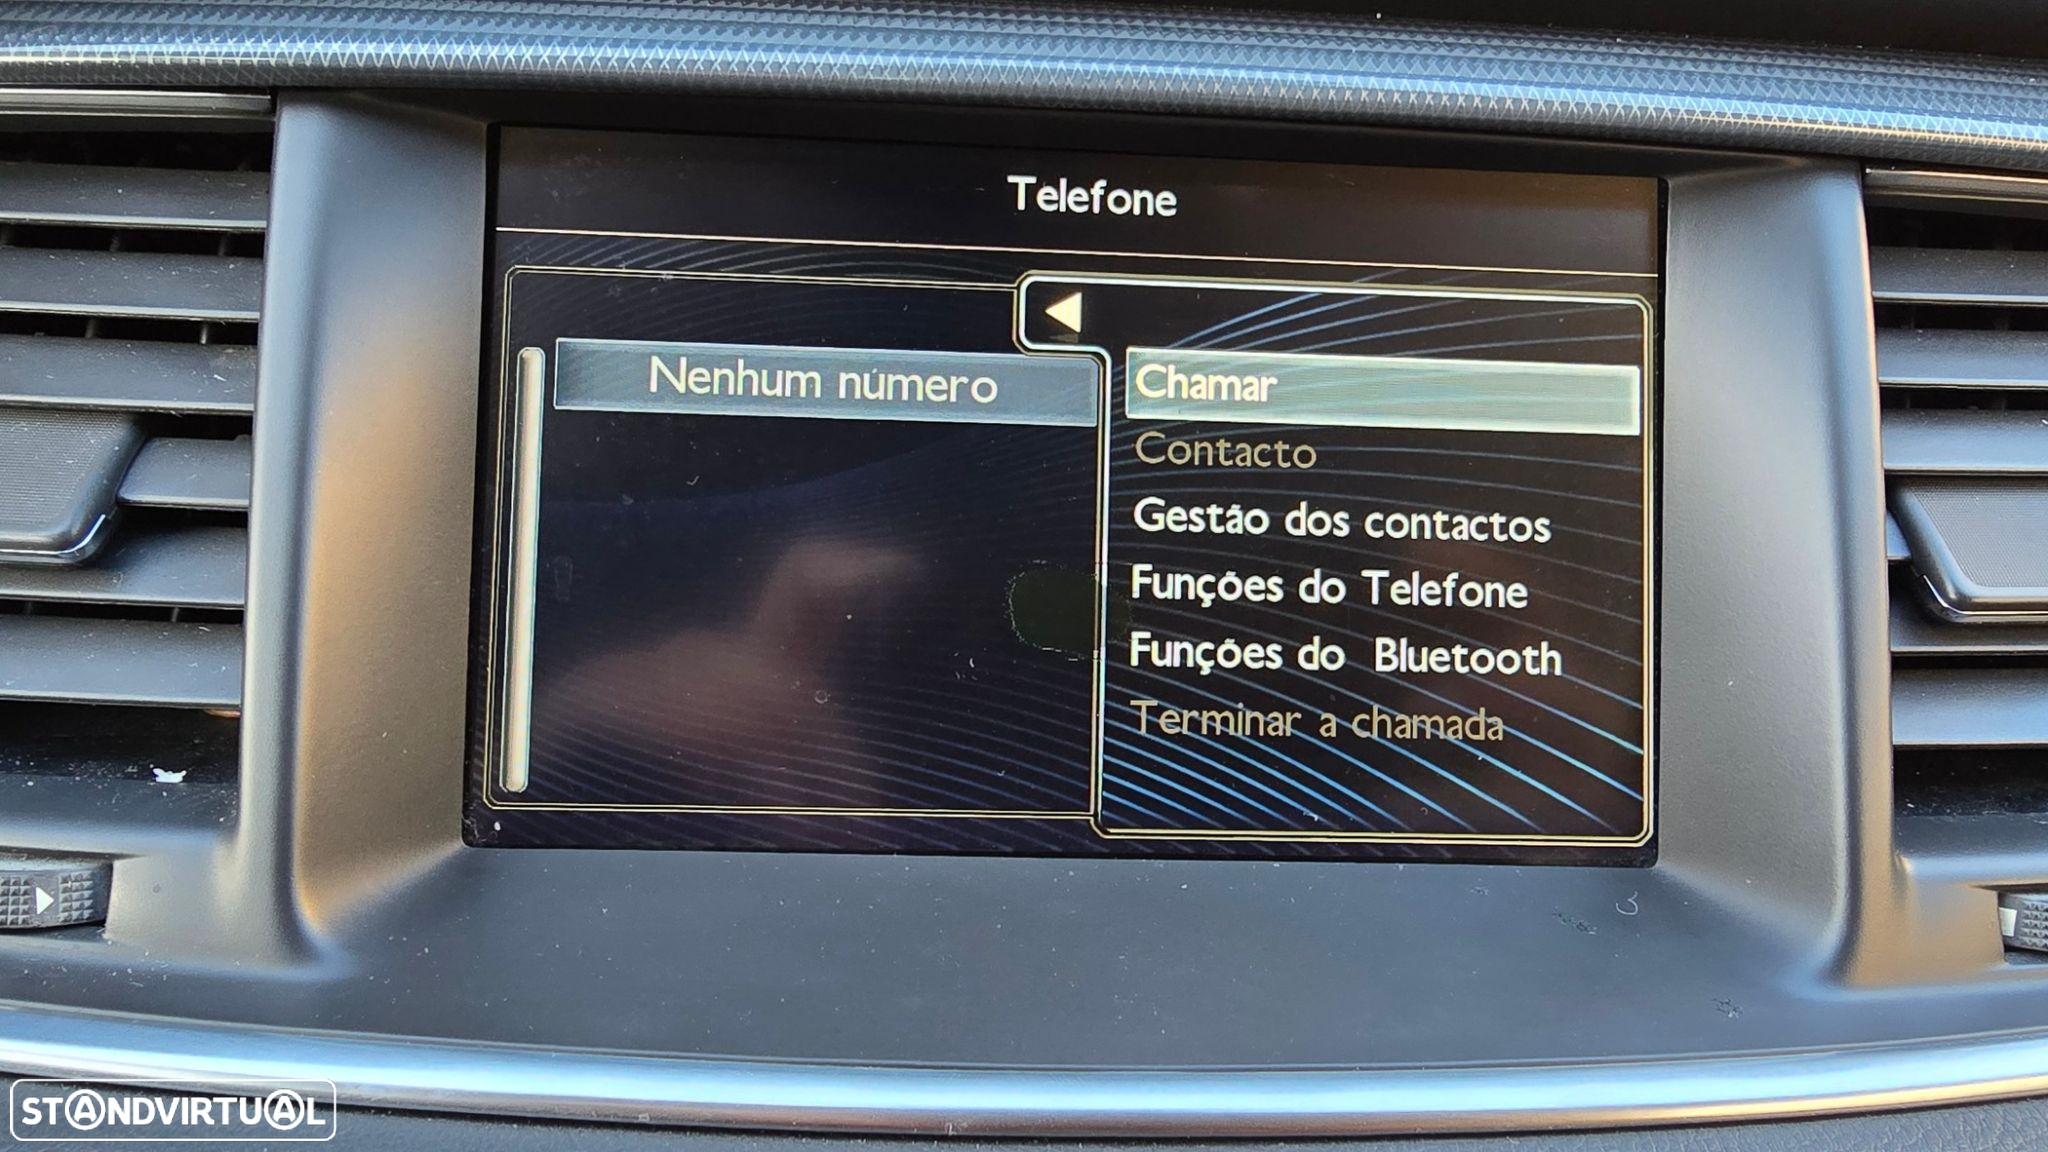 Telefone
Nenhum número
Chamar
Contacto
Gestão dos contactos
Funções do Telefone
Funções do Bluetooth
Terminar a chamada
STANDVIRTUAL